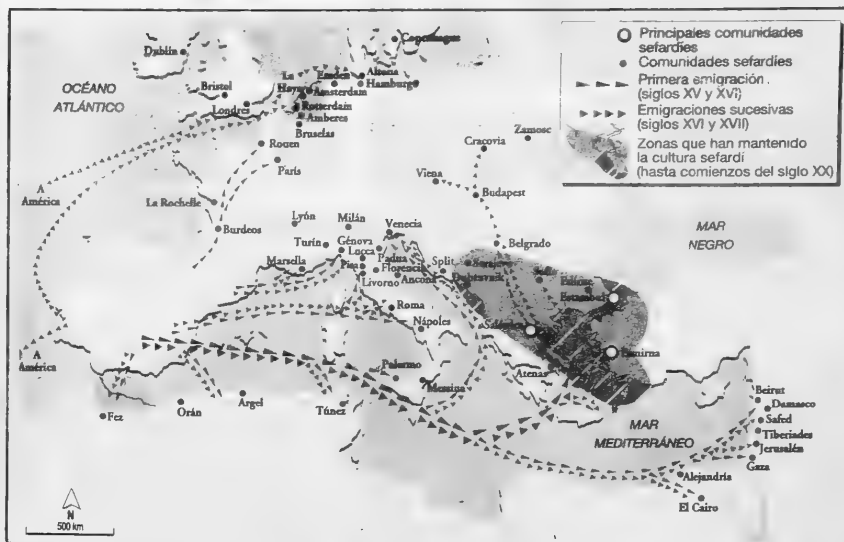 Principales comunidades
sefardíes
Comunidades sefardíes
Primera emigración
(siglos XV y XVI)
Emigraciones sucesivas
(siglos XVI y XVII)
Zonas que han mantenido
la cultura sefardí
(hasta comienzos del siglo XX)
OCÉANO
ATLÁNTICO
Dublín
Copenhague
Bristol
Londres
La
Haya
Emden
Altona
Hamburgo
Amsterdam
Rotterdam
Amberes
Bruselas
Rouen
París
Cracovia
Zamosc
Viena
Budapest
A
América
La Rochelle
Burdeos
Lyón
Milán
Venecia
Turín
Génova
Lucca
Padua
Marsella
Pisa
Florencia
Livorno
Ancona
Split
Belgrado
MAR
NEGRO
Sarajevo
Dubrovnik
Estambul
Roma
Nápoles
Salónica
Esmirna
A
América
Palermo
Messina
Atenas
Fez
Orán
Argel
Túnez
MAR
MEDITERRÁNEO
Beirut
Damasco
Safed
Tiberíades
Jerusalén
Gaza
Alejandría
El Cairo
N
500 km